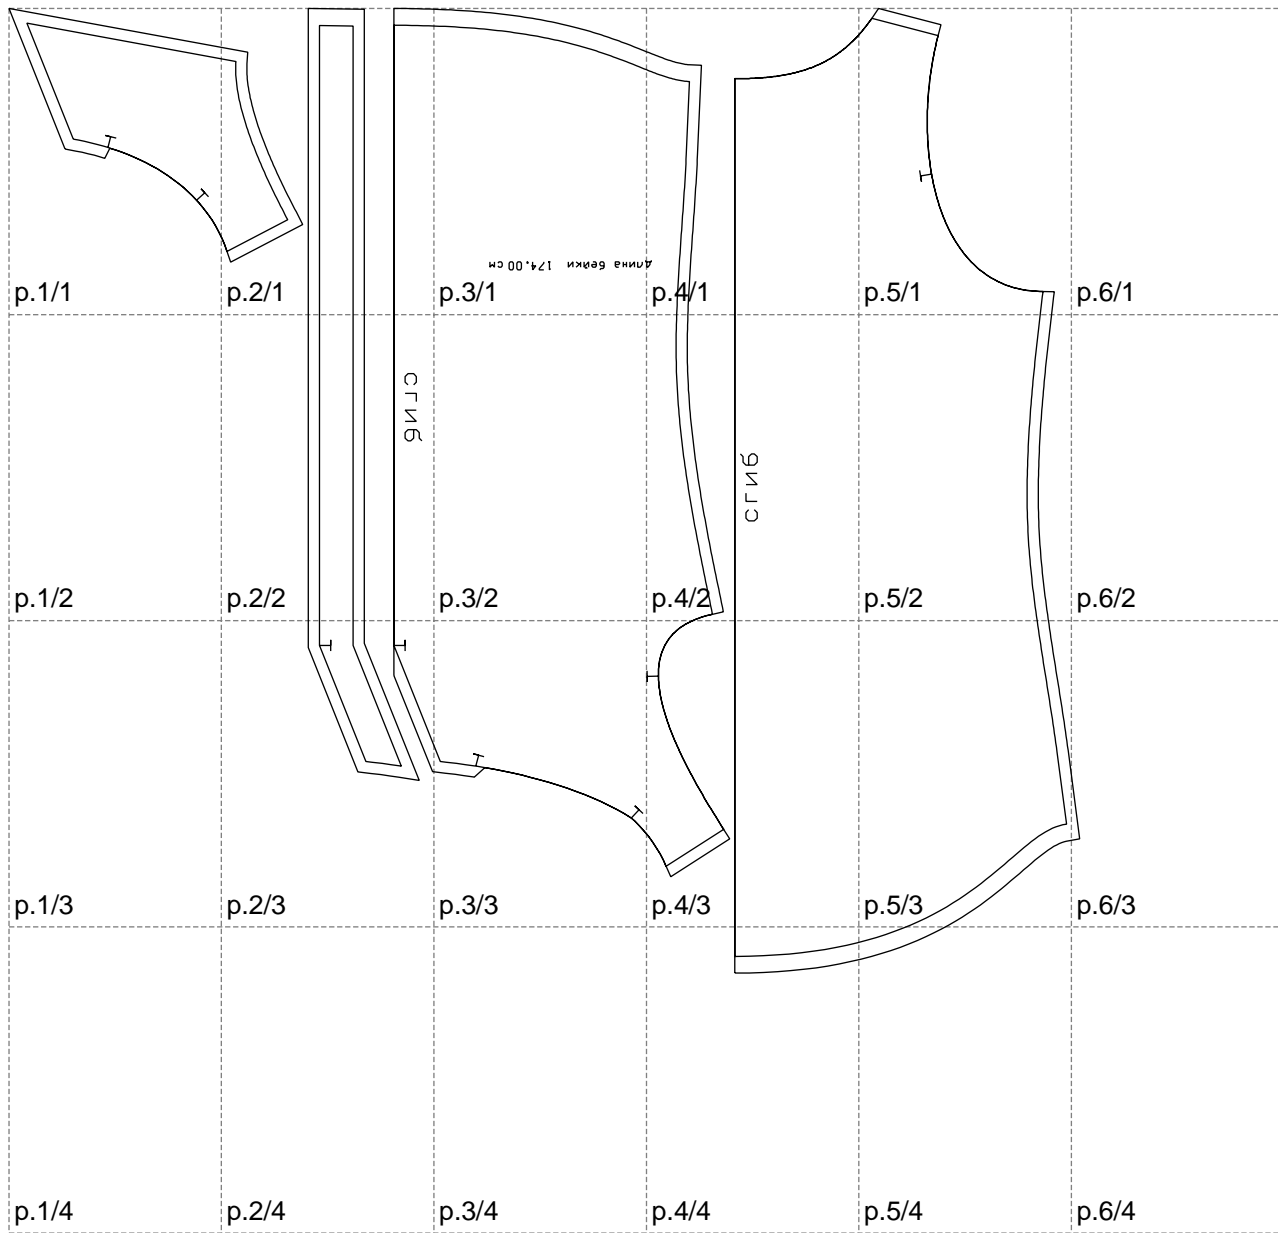 длина бейки 174.00 см
p.1/1 p.2/1 p.3/1 p.4/1 p.5/1 p.6/1
сгиб
сгиб
p.1/2 p.2/2 p.3/2 p.4/2 p.5/2 p.6/2
p.1/3 p.2/3 p.3/3 p.4/3 p.5/3 p.6/3
p.1/4 p.2/4 p.3/4 p.4/4 p.5/4 p.6/4